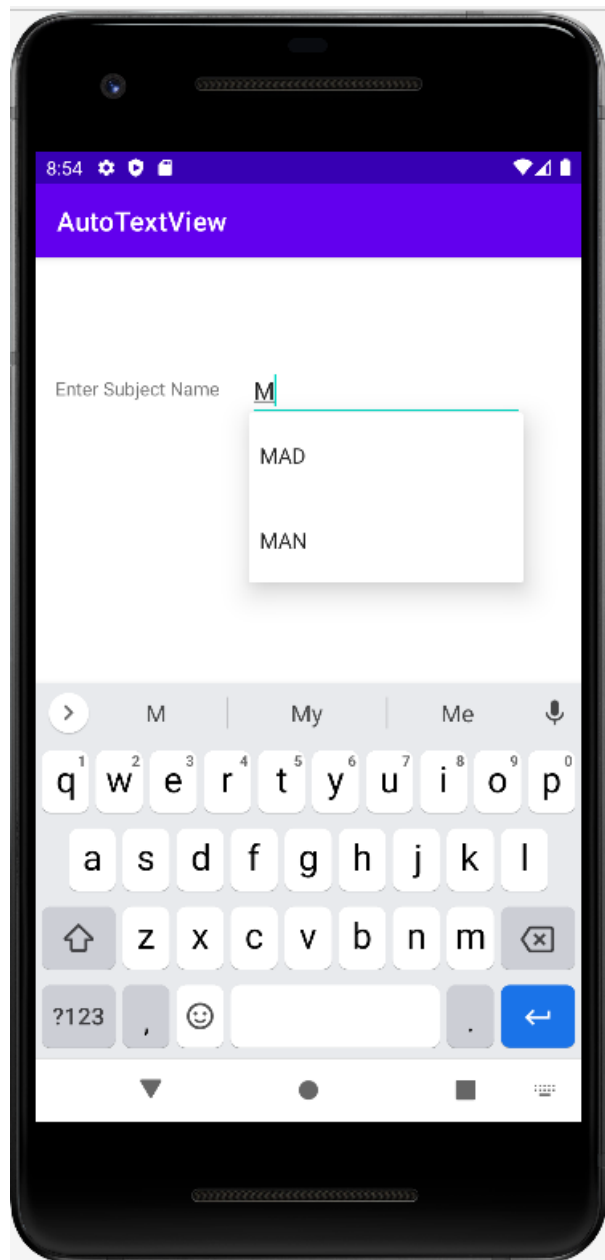 8:54
AutoTextView
Enter Subject Name M
MAD
MAN
M My Me
1 2 3 4 5 6 7 8 9 0
q w e r t y u i o p
a s d f g h j k l
z x c v b n m
?123 , .